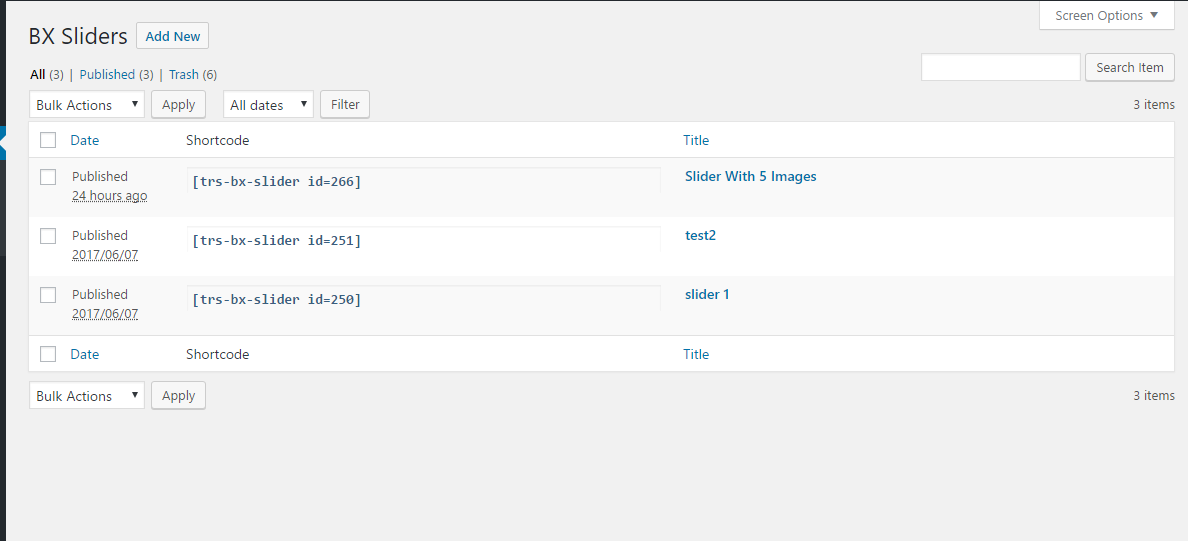 Screen Options
BX Sliders Add New
All (3) | Published (3) | Trash (6)
Search Item
Bulk Actions Apply All dates Filter 3 items
Date Shortcode Title
Published [trs-bx-slider id=266] Slider With 5 Images
24 hours ago
Published [trs-bx-slider id=251] test2
2017/06/07
Published [trs-bx-slider id=250] slider 1
2017/06/07
Date Shortcode Title
Bulk Actions Apply 3 items